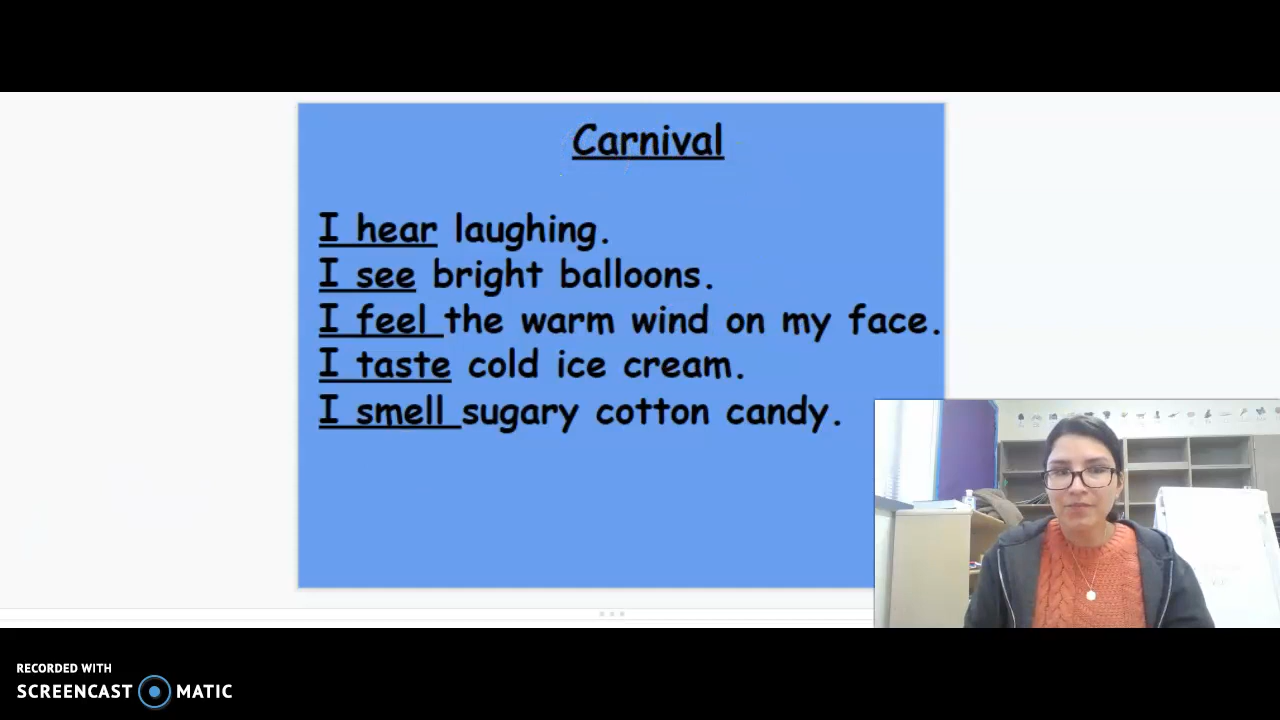 Carnival
I hear laughing.
I see bright balloons.
I feel the warm wind on my face.
I taste cold ice cream.
I smell sugary cotton candy.
RECORDED WITH
SCREENCAST MATIC